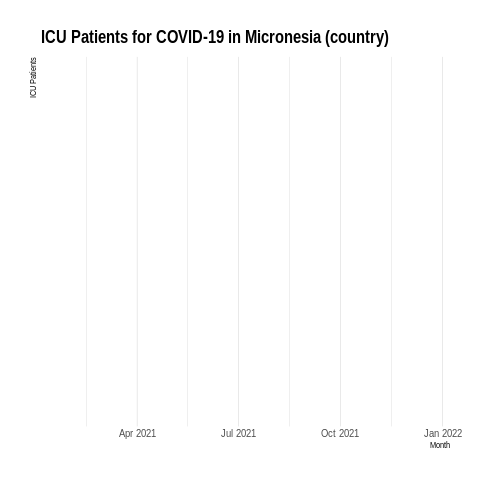 ICU Patients for COVID-19 in Micronesia (country)
ICU Patients
Apr 2021
Jul 2021
Oct 2021
Jan 2022
Month